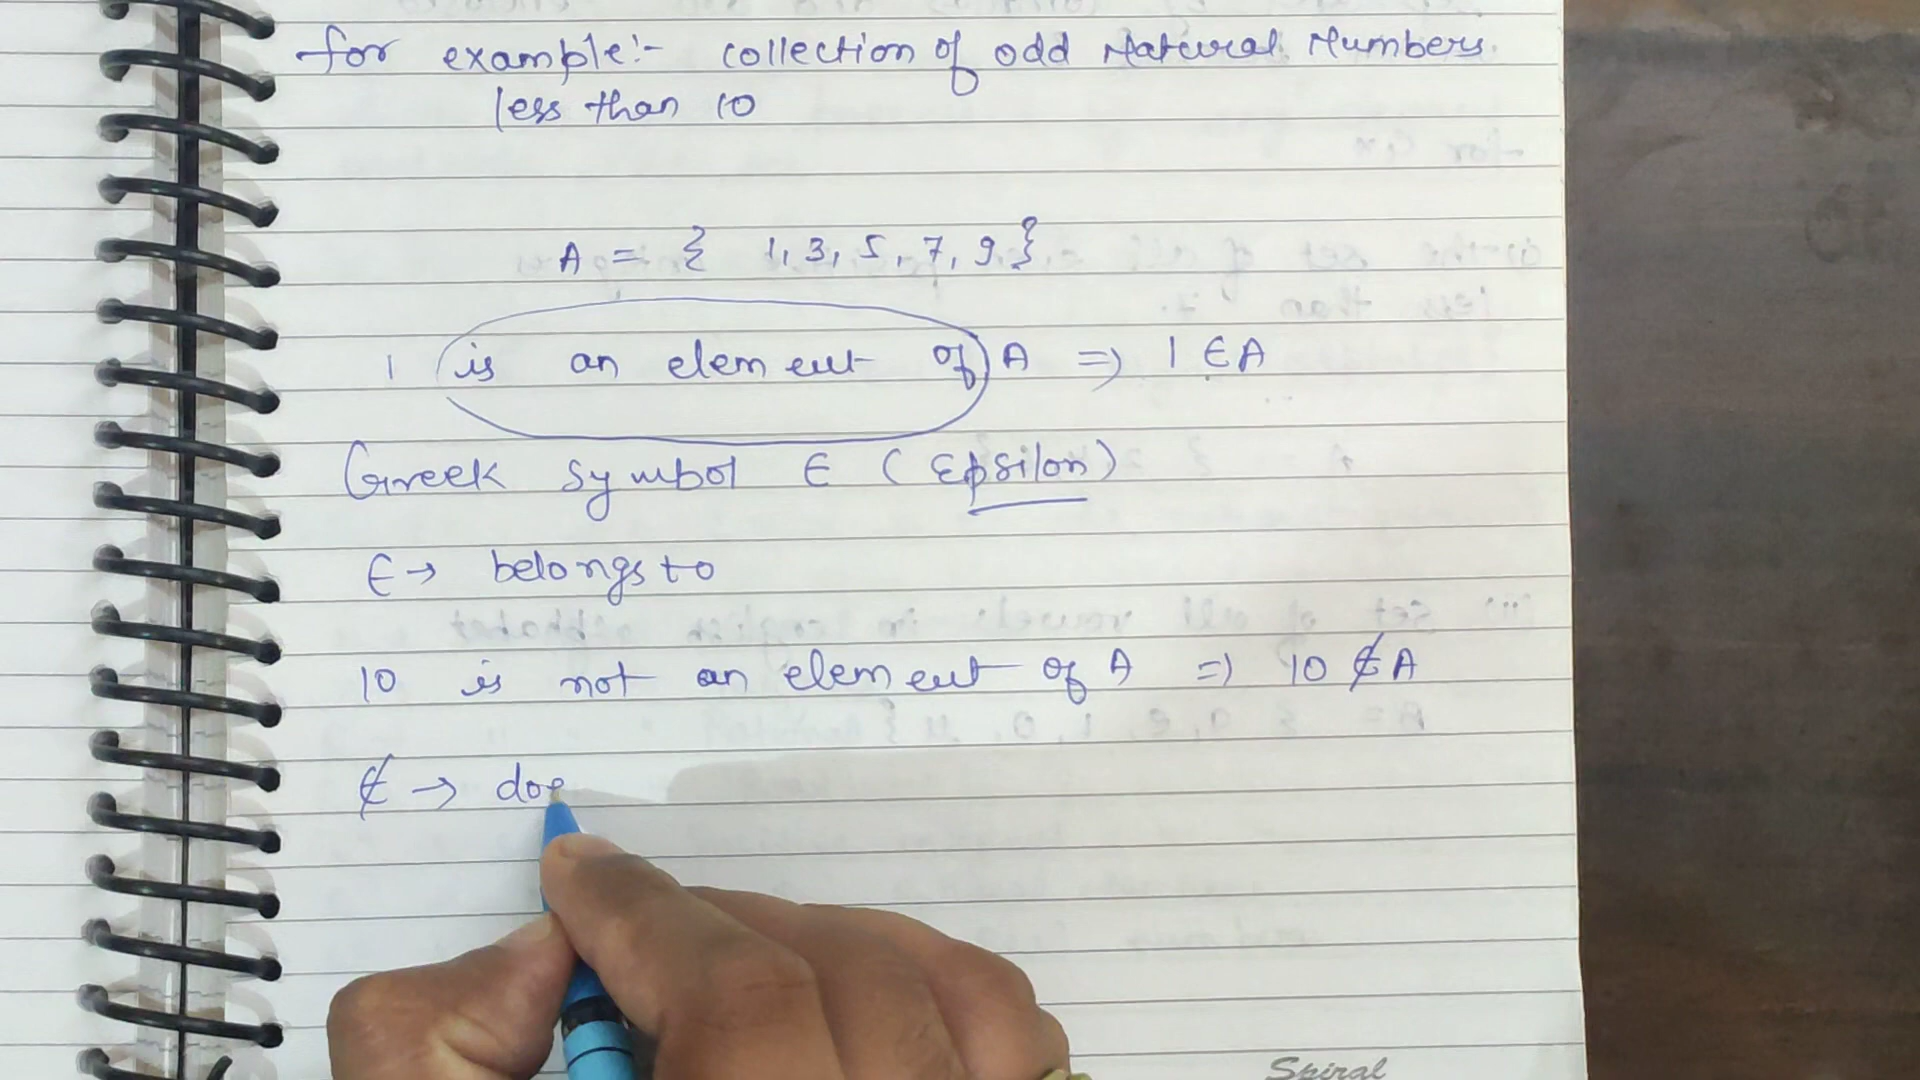 for example:- collection of odd Natural Numbers.
less than 10
A = { 1, 3, 5, 7, 9 }
1 is an element of A => 1 ∈ A
Greek symbol ∈ ( Epsilon)
∈ → belongs to
10 is not an element of A => 10 ∉ A
∉ → doe
Spiral